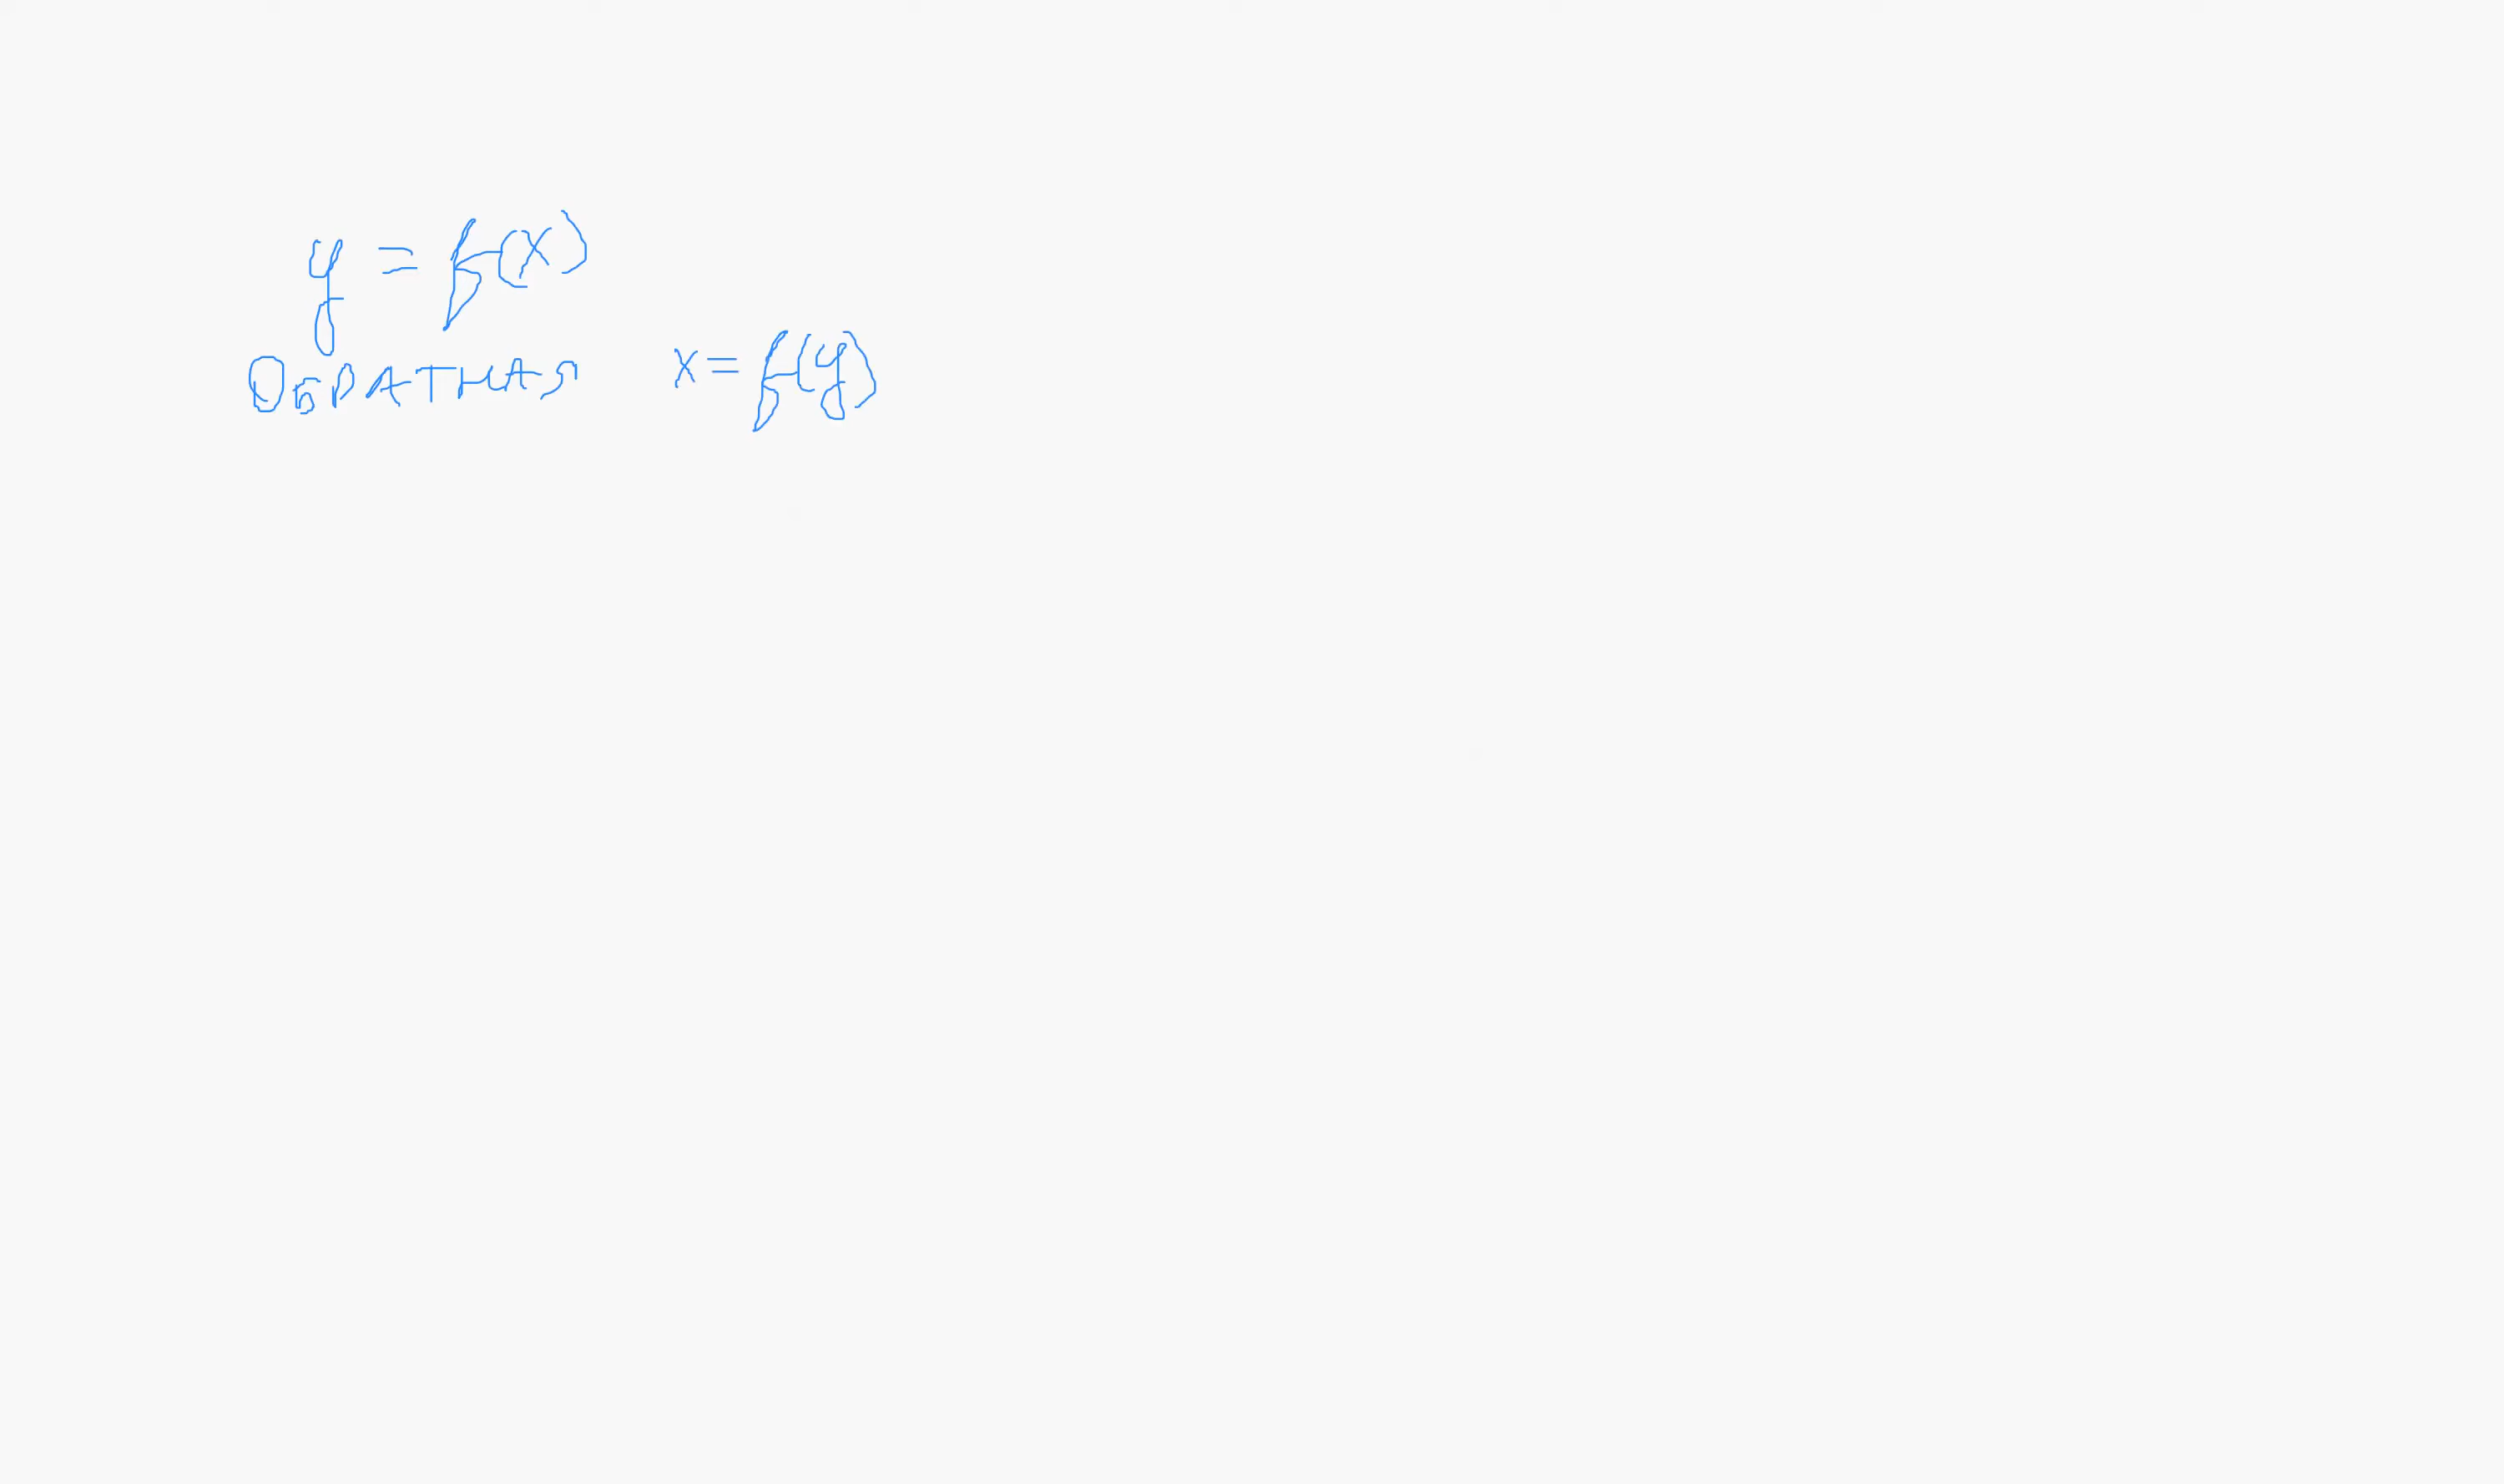 y = f(x)
Обратная x = f(y)